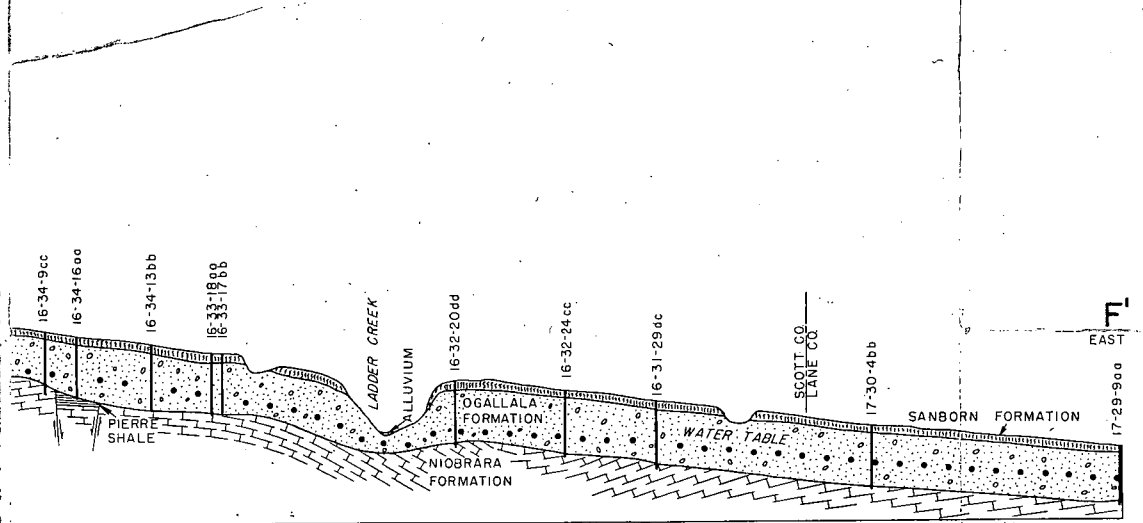 16-34-9cc
16-34-16aa
16-34-13bb
16-33-18aa
16-33-17bb
LADDER CREEK
ALLUVIUM
16-32-20dd
16-32-24cc
16-31-29dc
SCOTT CO.
LANE CO.
17-30-4bb
F'
EAST
17-29-9aa
PIERRE
SHALE
OGALLALA
FORMATION
NIOBRARA
FORMATION
WATER TABLE
SANBORN FORMATION